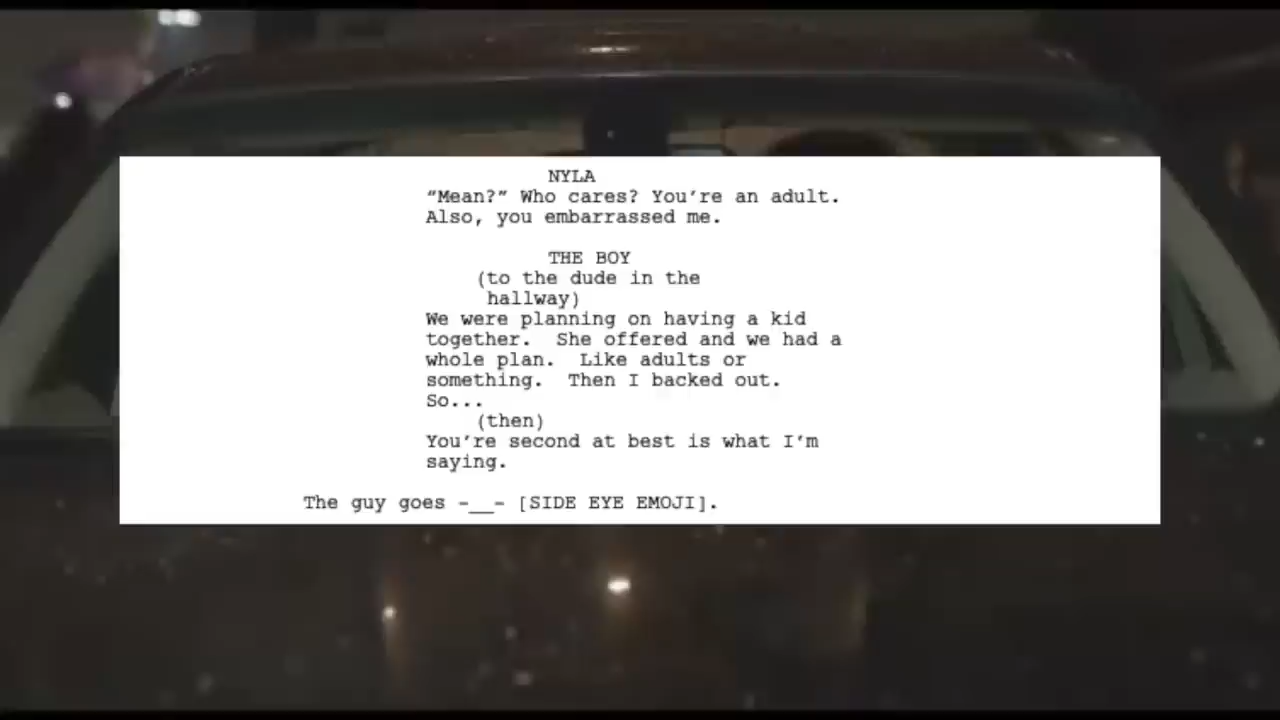 NYLA
“Mean?” Who cares? You’re an adult.
Also, you embarrassed me.
THE BOY
(to the dude in the
hallway)
We were planning on having a kid
together.  She offered and we had a
whole plan.  Like adults or
something.  Then I backed out.
So...
(then)
You’re second at best is what I’m
saying.
The guy goes -__- [SIDE EYE EMOJI].